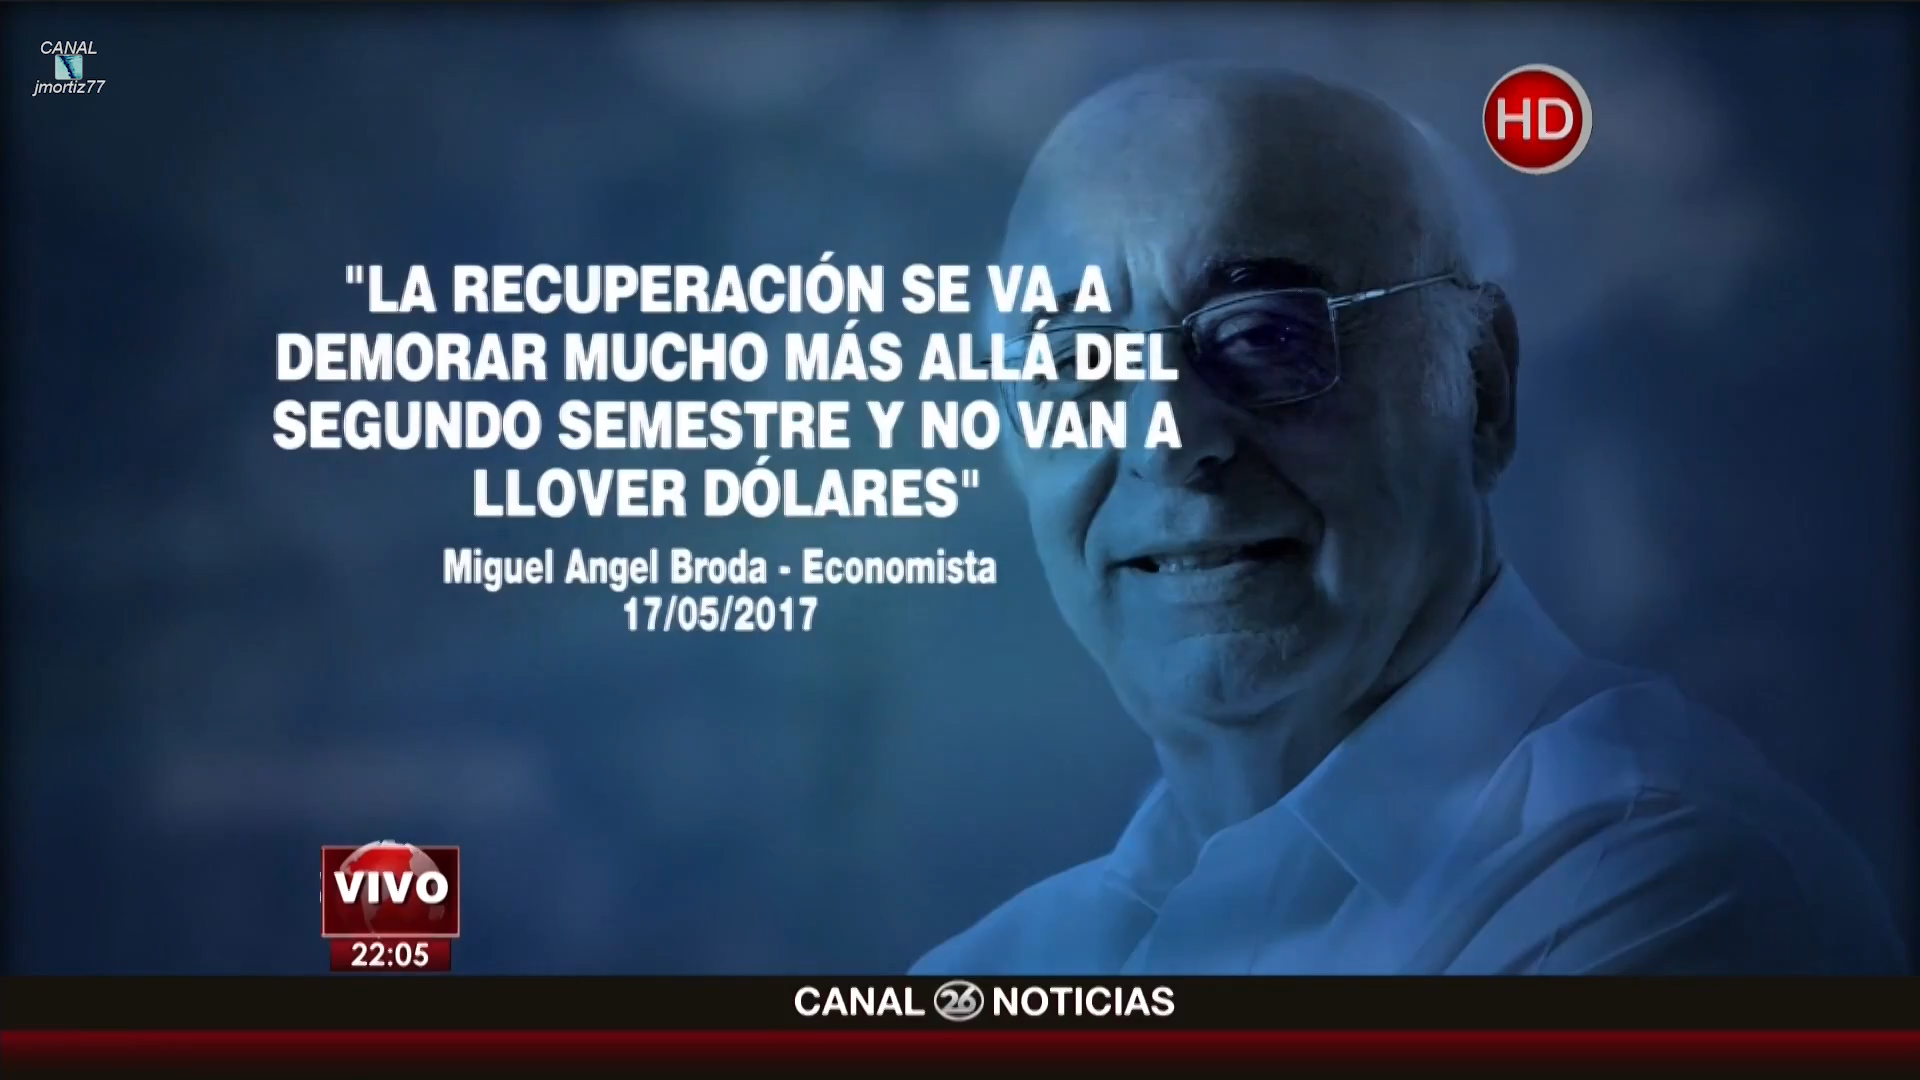 CANAL
jmortiz77
HD
"LA RECUPERACIÓN SE VA A
DEMORAR MUCHO MÁS ALLÁ DEL
SEGUNDO SEMESTRE Y NO VAN A
LLOVER DÓLARES"
Miguel Angel Broda - Economista
17/05/2017
VIVO
22:05
CANAL 26 NOTICIAS